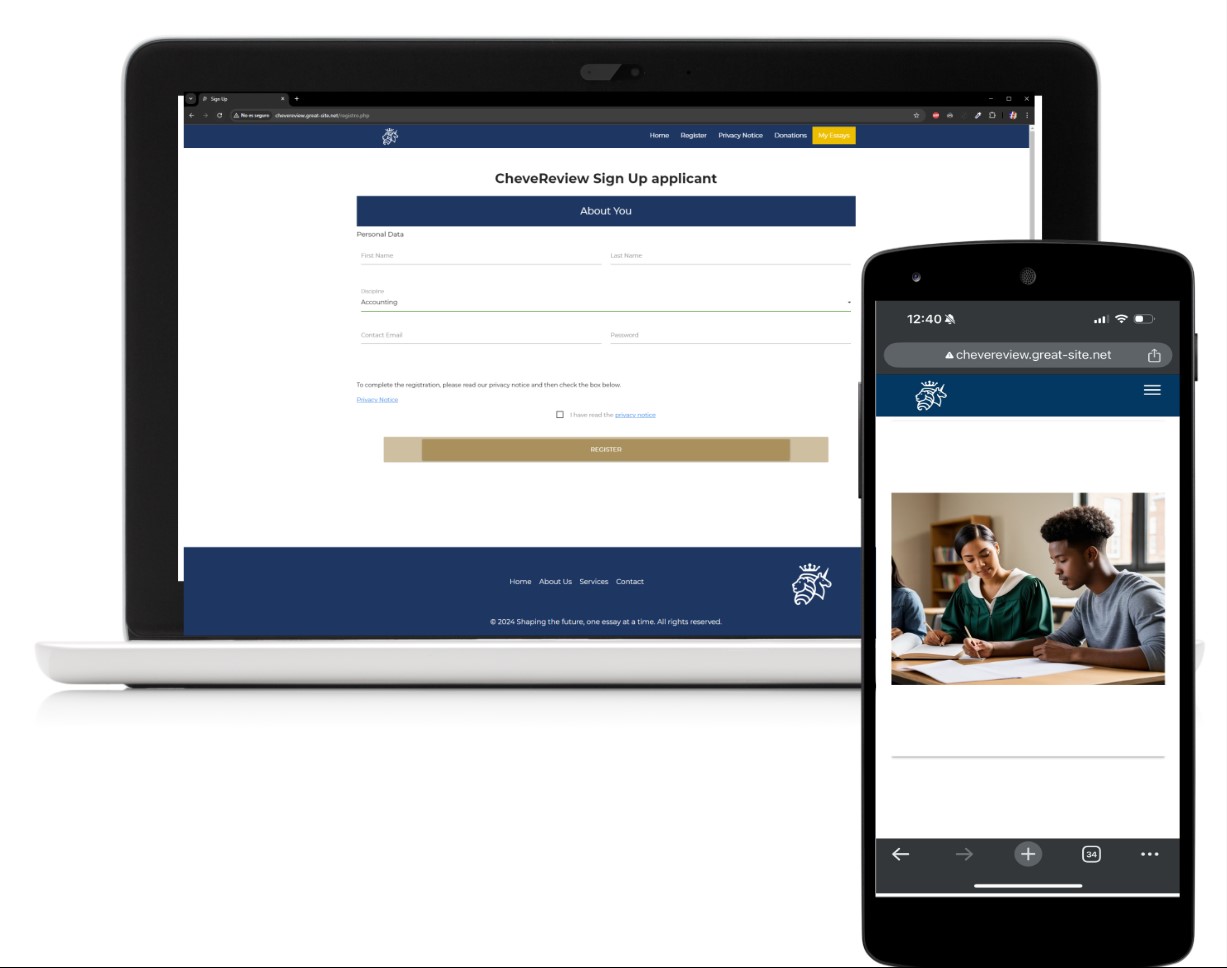 Sign Up
No es seguro chevereview.great-site.net/registre.php
Home Register Privacy Notice Donations My Essays
CheveReview Sign Up applicant
About You
Personal Data
First Name Last Name
Discipline
Accounting
Contact Email Password
To complete the registration, please read our privacy notice and then check the box below.
Privacy Notice
I have read the privacy notice
REGISTER
Home About Us Services Contact
© 2024 Shaping the future, one essay at a time. All rights reserved.
12:40
chevereview.great-site.net
34